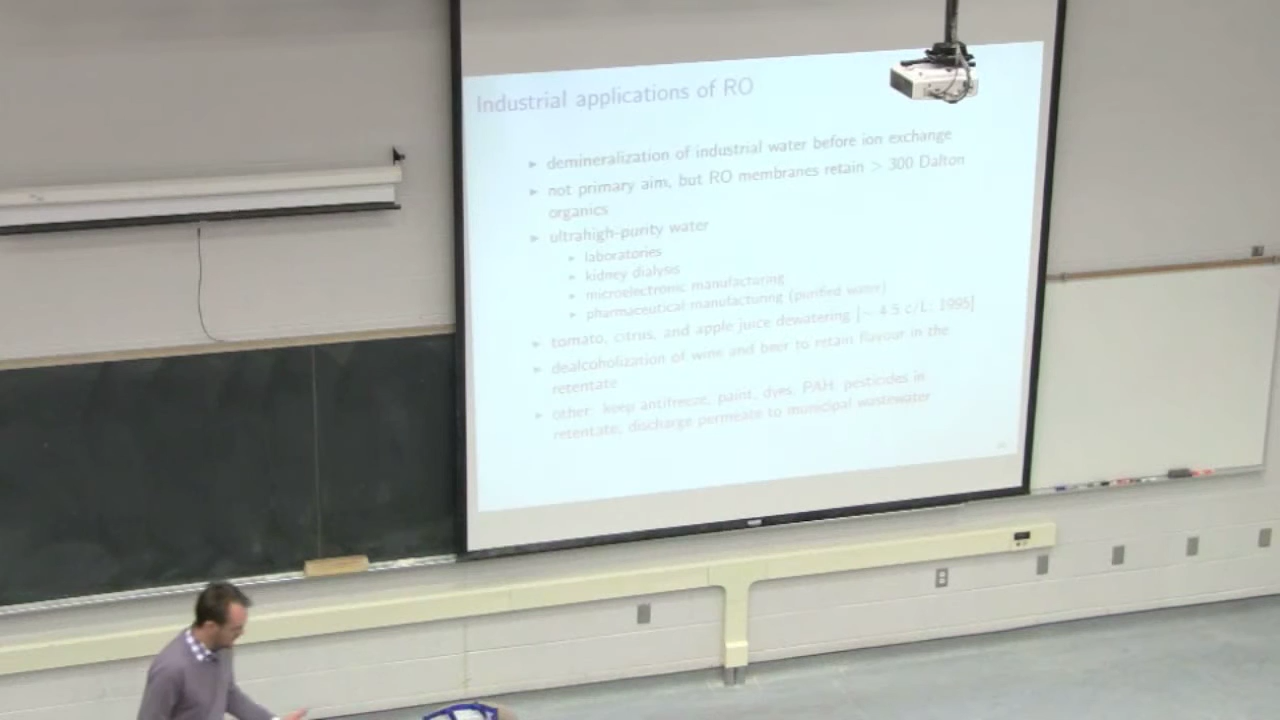 Industrial applications of RO
demineralization of industrial water before ion exchange
not primary aim, but RO membranes retain > 300 Dalton
organics
ultrahigh-purity water
laboratories
kidney dialysis
microelectronic manufacturing
pharmaceutical manufacturing (purified water)
tomato, citrus, and apple juice dewatering [~ 4.5 c/L; 1995]
dealcoholization of wine and beer to retain flavour in the
retentate
other: keep antifreeze, paint, dyes, PAH, pesticides in
retentate, discharge permeate to municipal wastewater